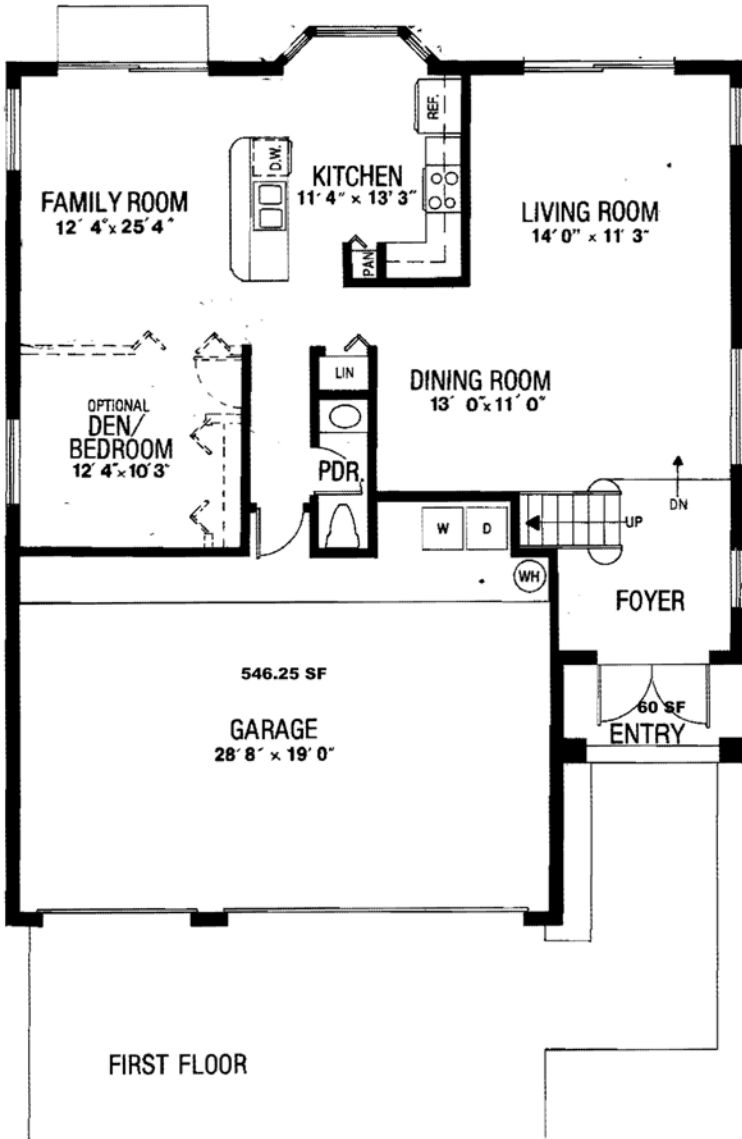 REF.
D.W.
KITCHEN
11' 4" × 13' 3"
FAMILY ROOM
12' 4" x 25' 4"
LIVING ROOM
14' 0" × 11' 3"
PAN
LIN
DINING ROOM
13' 0" x 11' 0"
OPTIONAL
DEN/
BEDROOM
12' 4" × 10' 3"
PDR.
W
D
UP
DN
WH
FOYER
546.25 SF
GARAGE
28' 8" × 19' 0"
60 SF
ENTRY
FIRST FLOOR